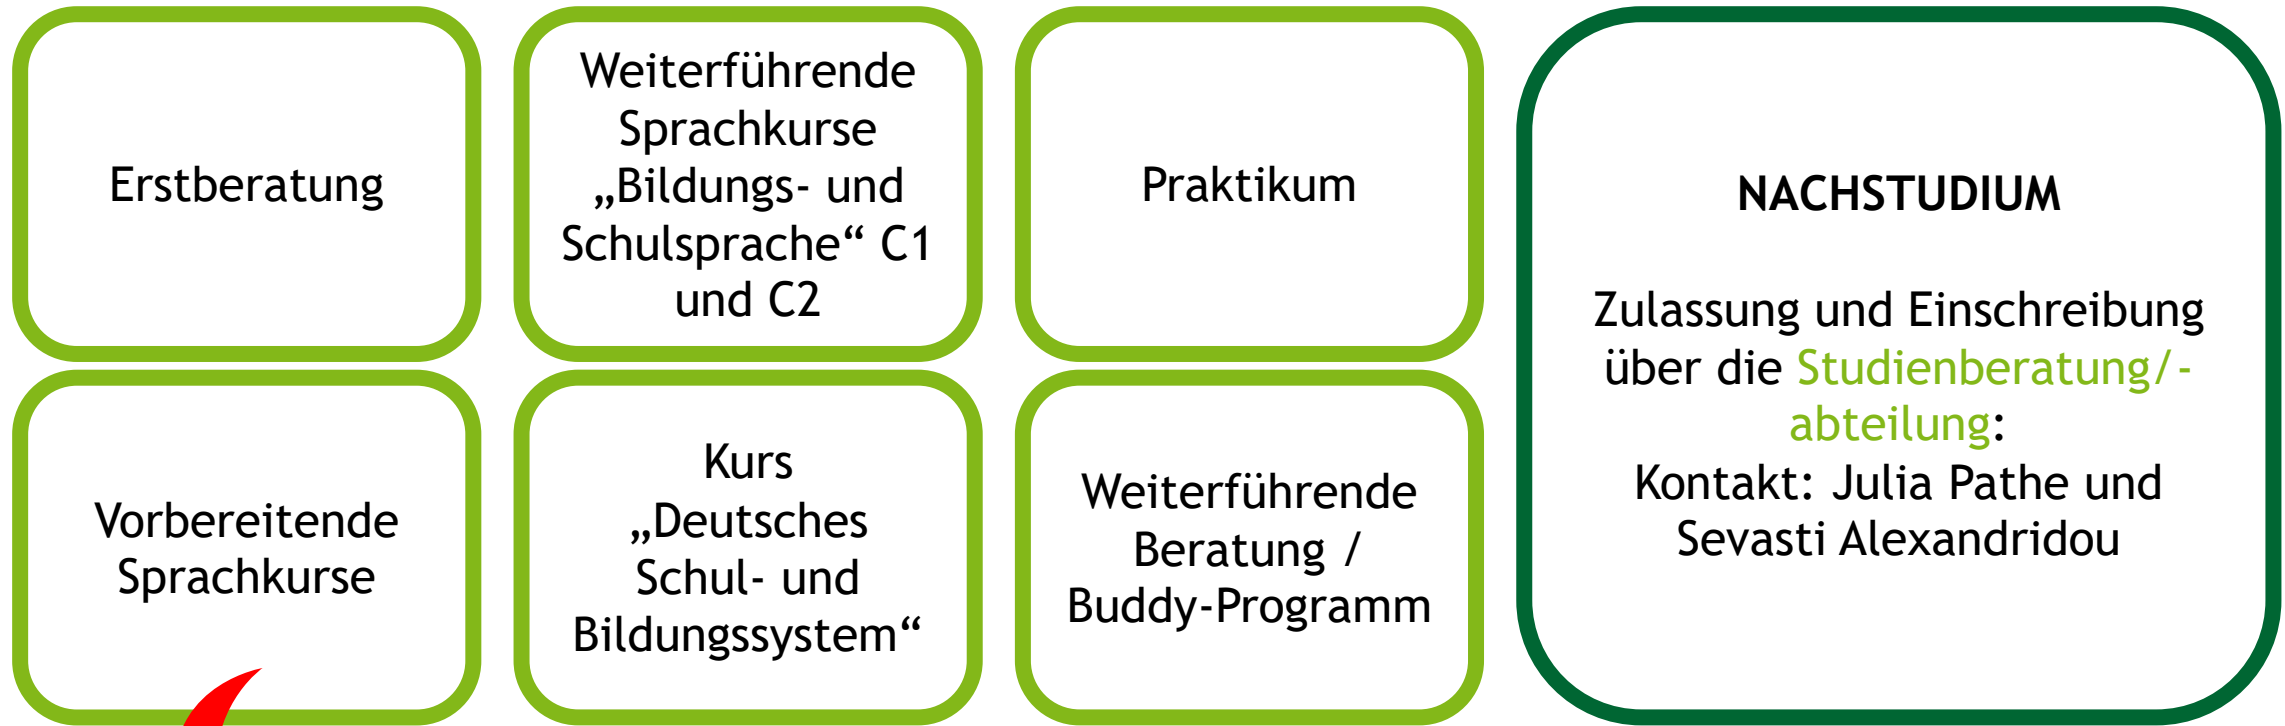 Erstberatung
Weiterführende
Sprachkurse
„Bildungs- und
Schulsprache“ C1
und C2
Praktikum
Vorbereitende
Sprachkurse
Kurs
„Deutsches
Schul- und
Bildungssystem“
Weiterführende
Beratung /
Buddy-Programm
NACHSTUDIUM
Zulassung und Einschreibung
über die Studienberatung/-
abteilung:
Kontakt: Julia Pathe und
Sevasti Alexandridou